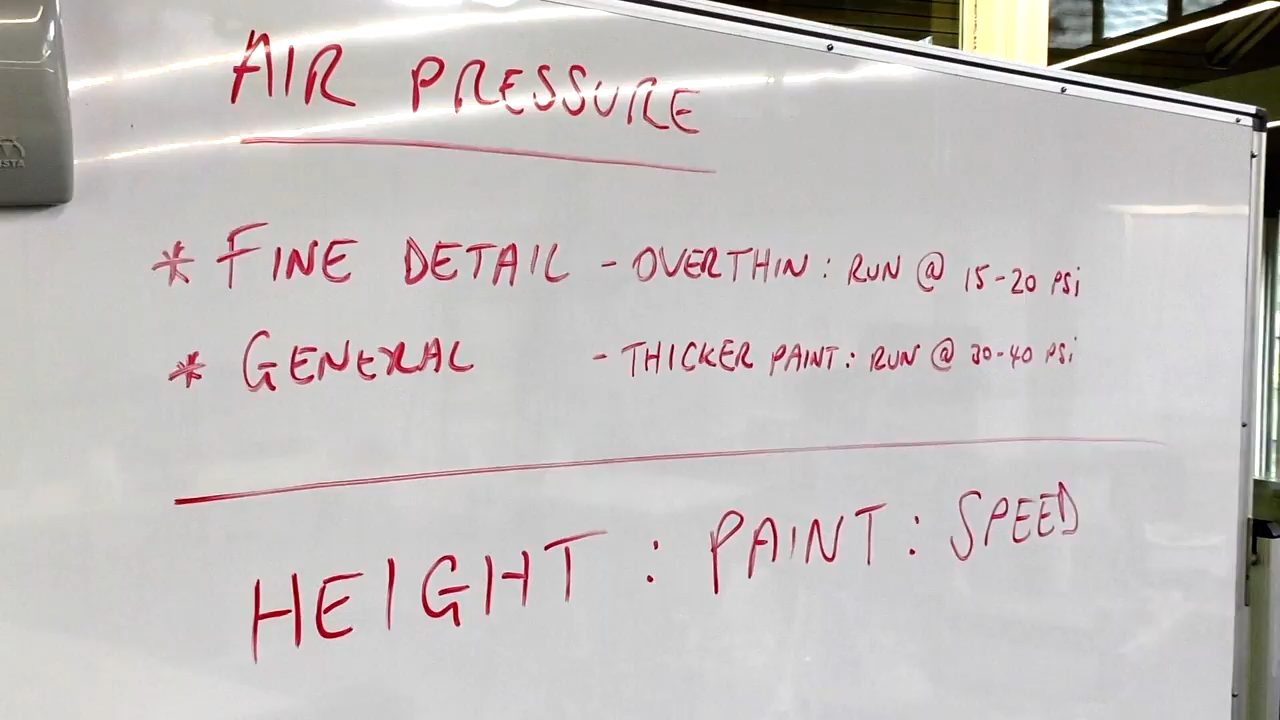 AIR PRESSURE
* FINE DETAIL - OVERTHIN: RUN @ 15-20 PSi
* GENERAL - THICKER PAINT: RUN @ 30-40 PSi
HEIGHT : PAINT : SPEED